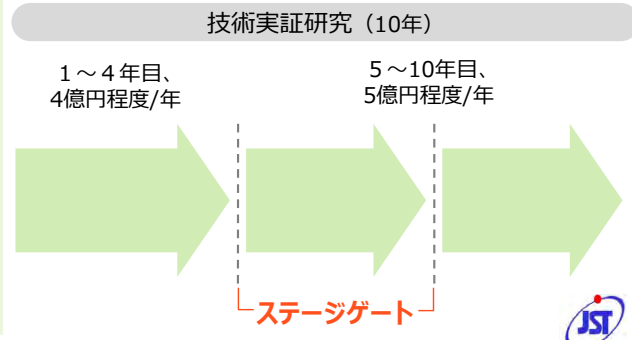 技術実証研究（10年）
１～４年目、
4億円程度/年
５～10年目、
5億円程度/年
ステージゲート
JST